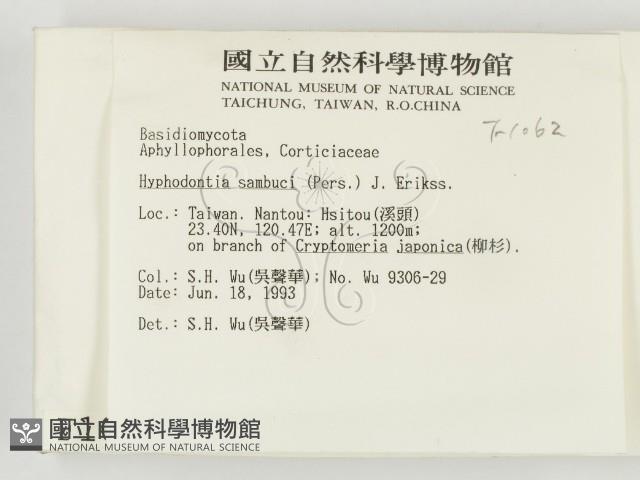 國立自然科學博物館
NATIONAL MUSEUM OF NATURAL SCIENCE
TAICHUNG, TAIWAN, R.O.CHINA
Basidiomycota
Aphyllophorales, Corticiaceae
Hyphodontia sambuci (Pers.) J. Erikss.
Loc.: Taiwan. Nantou: Hsitou(溪頭)
23.40N, 120.47E; alt. 1200m;
on branch of Cryptomeria japonica(柳杉).
Col.: S.H. Wu(吳聲華); No. Wu 9306-29
Date: Jun. 18, 1993
Det.: S.H. Wu(吳聲華)
國立自然科學博物館
NATIONAL MUSEUM OF NATURAL SCIENCE